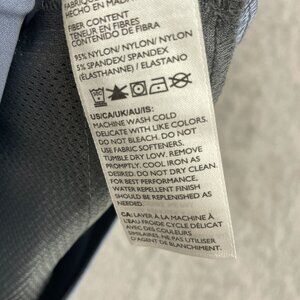 HECHO EN MAD
FIBER CONTENT
TENEUR EN FIBRES
CONTENIDO DE FIBRA
95% NYLON/ NYLON/ NYLON
5% SPANDEX/ SPANDEX
(ÉLASTHANNE) / ELASTANO
US/CA/UK/AU/IS:
MACHINE WASH COLD
DELICATE WITH LIKE COLORS.
DO NOT BLEACH. DO NOT
USE FABRIC SOFTENERS.
TUMBLE DRY LOW. REMOVE
PROMPTLY. COOL IRON AS
NEEDED. DO NOT DRY CLEAN.
FOR BEST PERFORMANCE,
WATER REPELLENT FINISH
SHOULD BE REPLENISHED AS
NEEDED.
CA: LAVER À LA MACHINE À
L'EAU FROIDE CYCLE DÉLICAT
AVEC DES COULEURS
SIMILAIRES. NE PAS UTILISER
D'AGENT DE BLANCHIMENT.